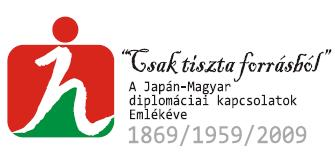 "Csak tiszta forrásból"
A Japán-Magyar
diplomáciai kapcsolatok
Emlékéve
1869/1959/2009